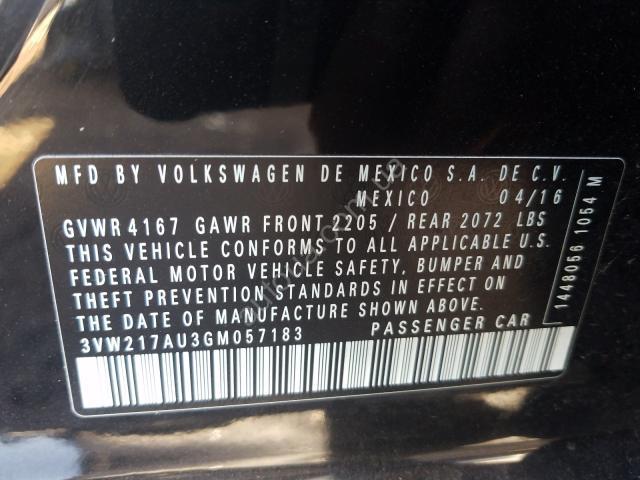 MFD BY VOLKSWAGEN DE MEXICO S.A. DE C.V.
MEXICO 04/16
GVWR 4167 GAWR FRONT 2205 / REAR 2072 LBS
THIS VEHICLE CONFORMS TO ALL APPLICABLE U.S.
FEDERAL MOTOR VEHICLE SAFETY, BUMPER AND
THEFT PREVENTION STANDARDS IN EFFECT ON
THE DATE OF MANUFACTURE SHOWN ABOVE.
3VW217AU3GM057183 PASSENGER CAR
1448056 1054 M